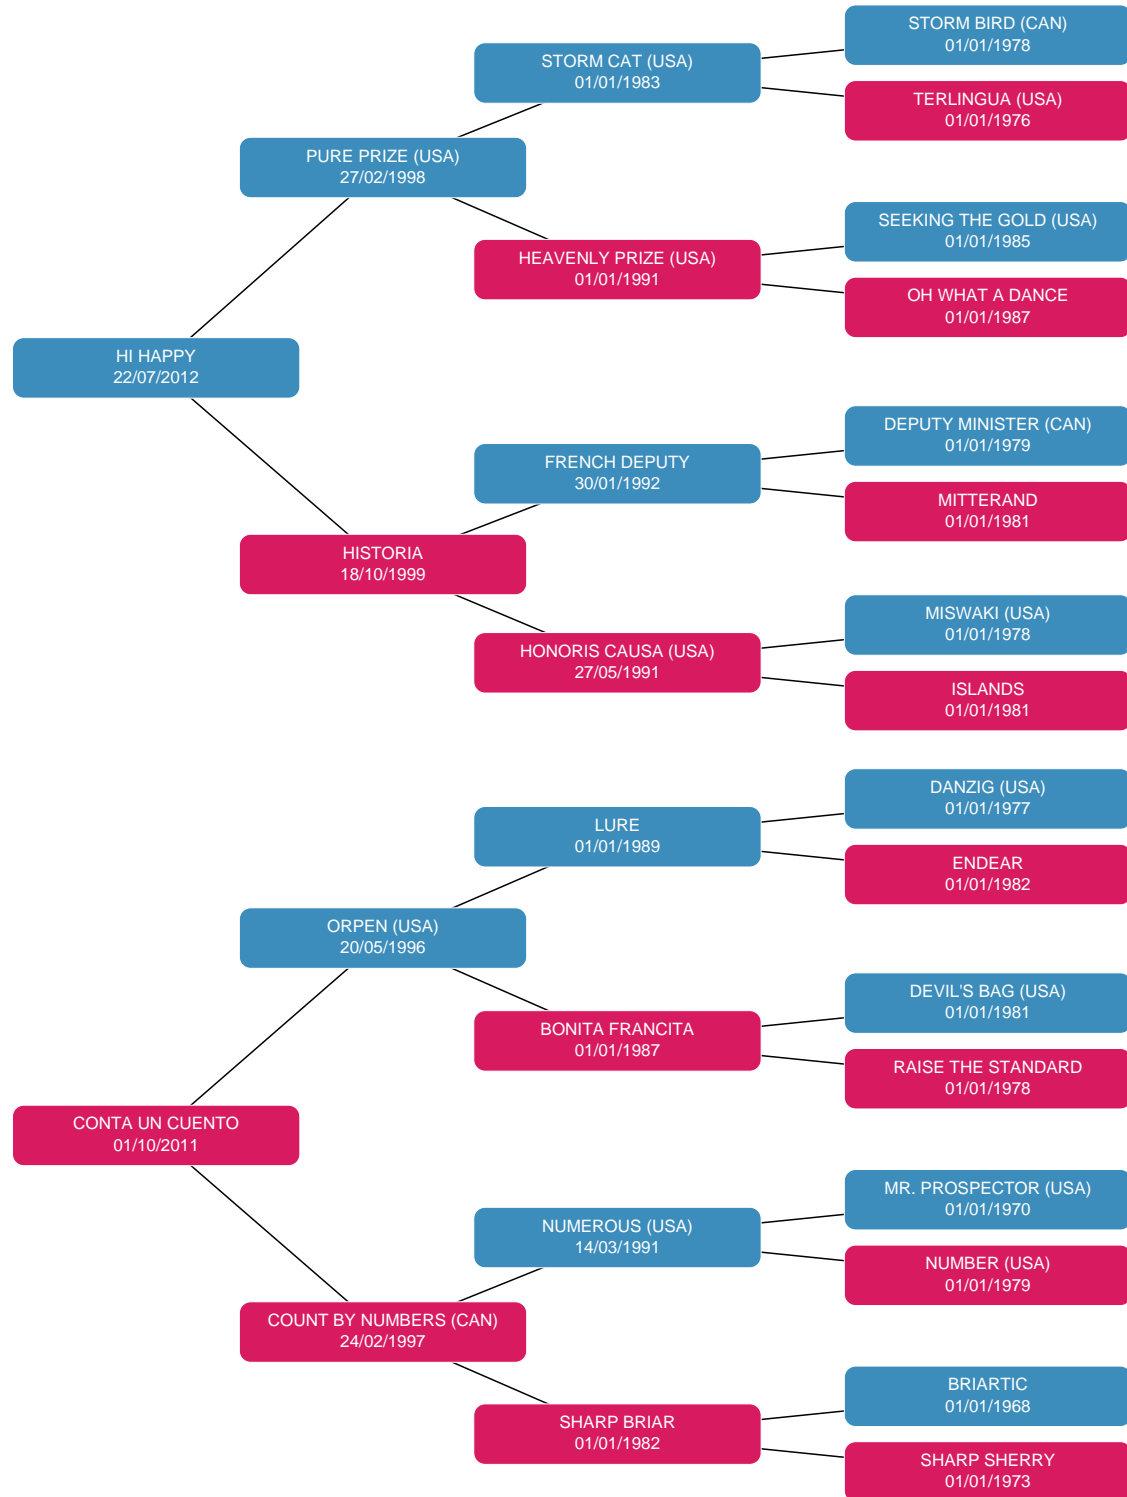 STORM BIRD (CAN)
01/01/1978
STORM CAT (USA)
01/01/1983
TERLINGUA (USA)
01/01/1976
PURE PRIZE (USA)
27/02/1998
SEEKING THE GOLD (USA)
01/01/1985
HEAVENLY PRIZE (USA)
01/01/1991
OH WHAT A DANCE
01/01/1987
HI HAPPY
22/07/2012
DEPUTY MINISTER (CAN)
01/01/1979
FRENCH DEPUTY
30/01/1992
MITTERAND
01/01/1981
HISTORIA
18/10/1999
MISWAKI (USA)
01/01/1978
HONORIS CAUSA (USA)
27/05/1991
ISLANDS
01/01/1981
DANZIG (USA)
01/01/1977
LURE
01/01/1989
ENDEAR
01/01/1982
ORPEN (USA)
20/05/1996
DEVIL'S BAG (USA)
01/01/1981
BONITA FRANCITA
01/01/1987
RAISE THE STANDARD
01/01/1978
CONTA UN CUENTO
01/10/2011
MR. PROSPECTOR (USA)
01/01/1970
NUMEROUS (USA)
14/03/1991
NUMBER (USA)
01/01/1979
COUNT BY NUMBERS (CAN)
24/02/1997
BRIARTIC
01/01/1968
SHARP BRIAR
01/01/1982
SHARP SHERRY
01/01/1973